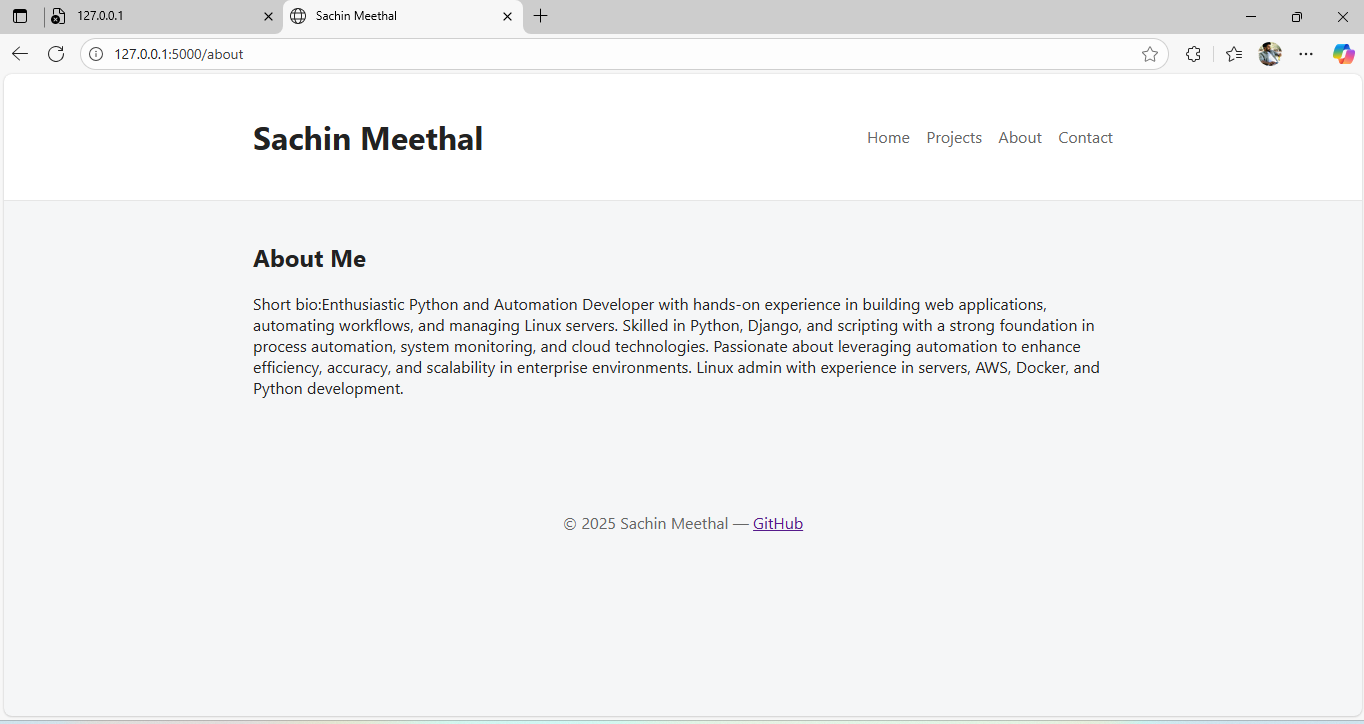 127.0.0.1
Sachin Meethal
127.0.0.1:5000/about
Sachin Meethal
Home Projects About Contact
About Me
Short bio:Enthusiastic Python and Automation Developer with hands-on experience in building web applications,
automating workflows, and managing Linux servers. Skilled in Python, Django, and scripting with a strong foundation in
process automation, system monitoring, and cloud technologies. Passionate about leveraging automation to enhance
efficiency, accuracy, and scalability in enterprise environments. Linux admin with experience in servers, AWS, Docker, and
Python development.
© 2025 Sachin Meethal — GitHub